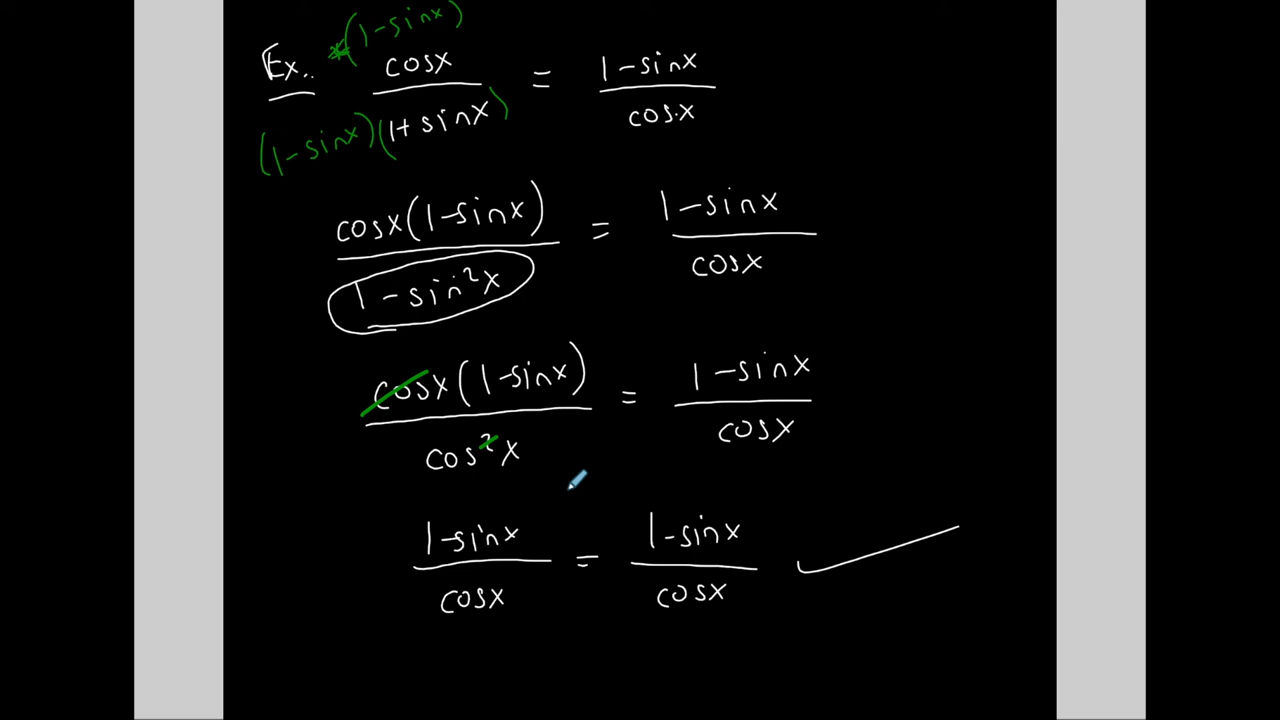 *(1-sinx)
Ex.. cosx / 1+sinx = 1-sinx / cosx
(1-sinx)( )
cosx(1-sinx) / 1-sin²x = 1-sinx / cosx
cosx(1-sinx) / cos²x = 1-sinx / cosx
1-sinx / cosx = 1-sinx / cosx ✓